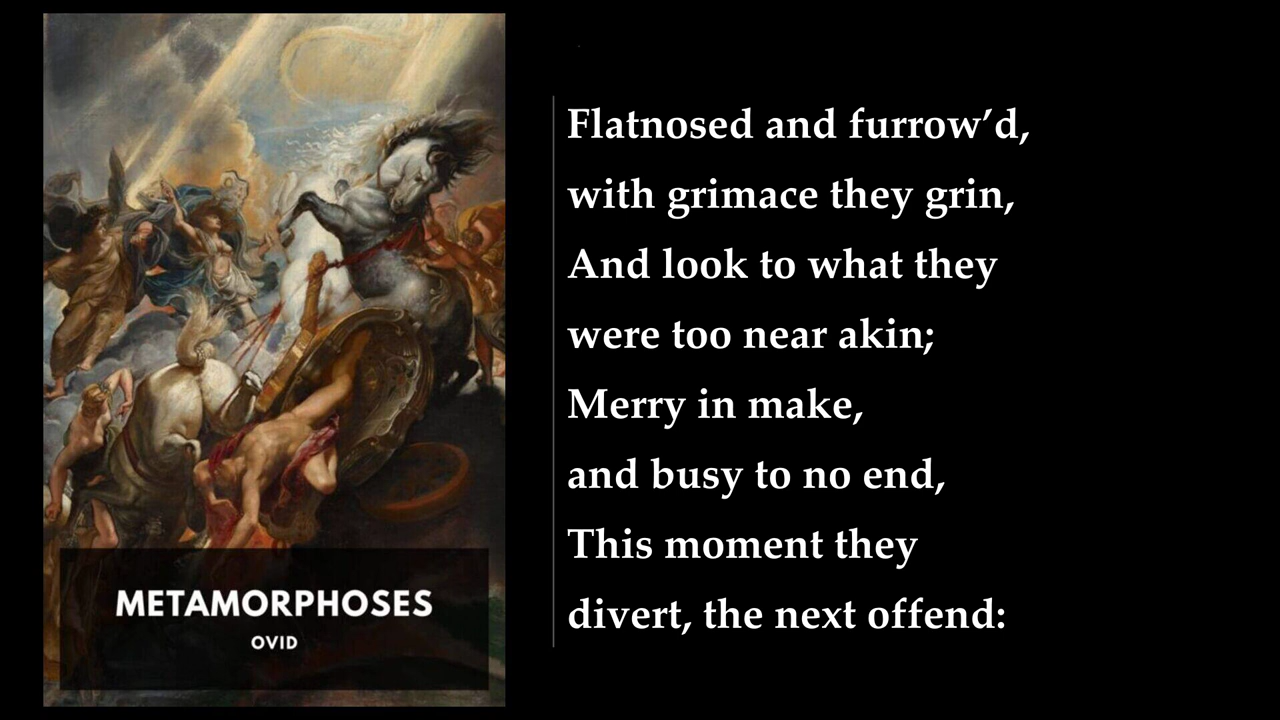 METAMORPHOSES
OVID
Flatnosed and furrow’d,
with grimace they grin,
And look to what they
were too near akin;
Merry in make,
and busy to no end,
This moment they
divert, the next offend: